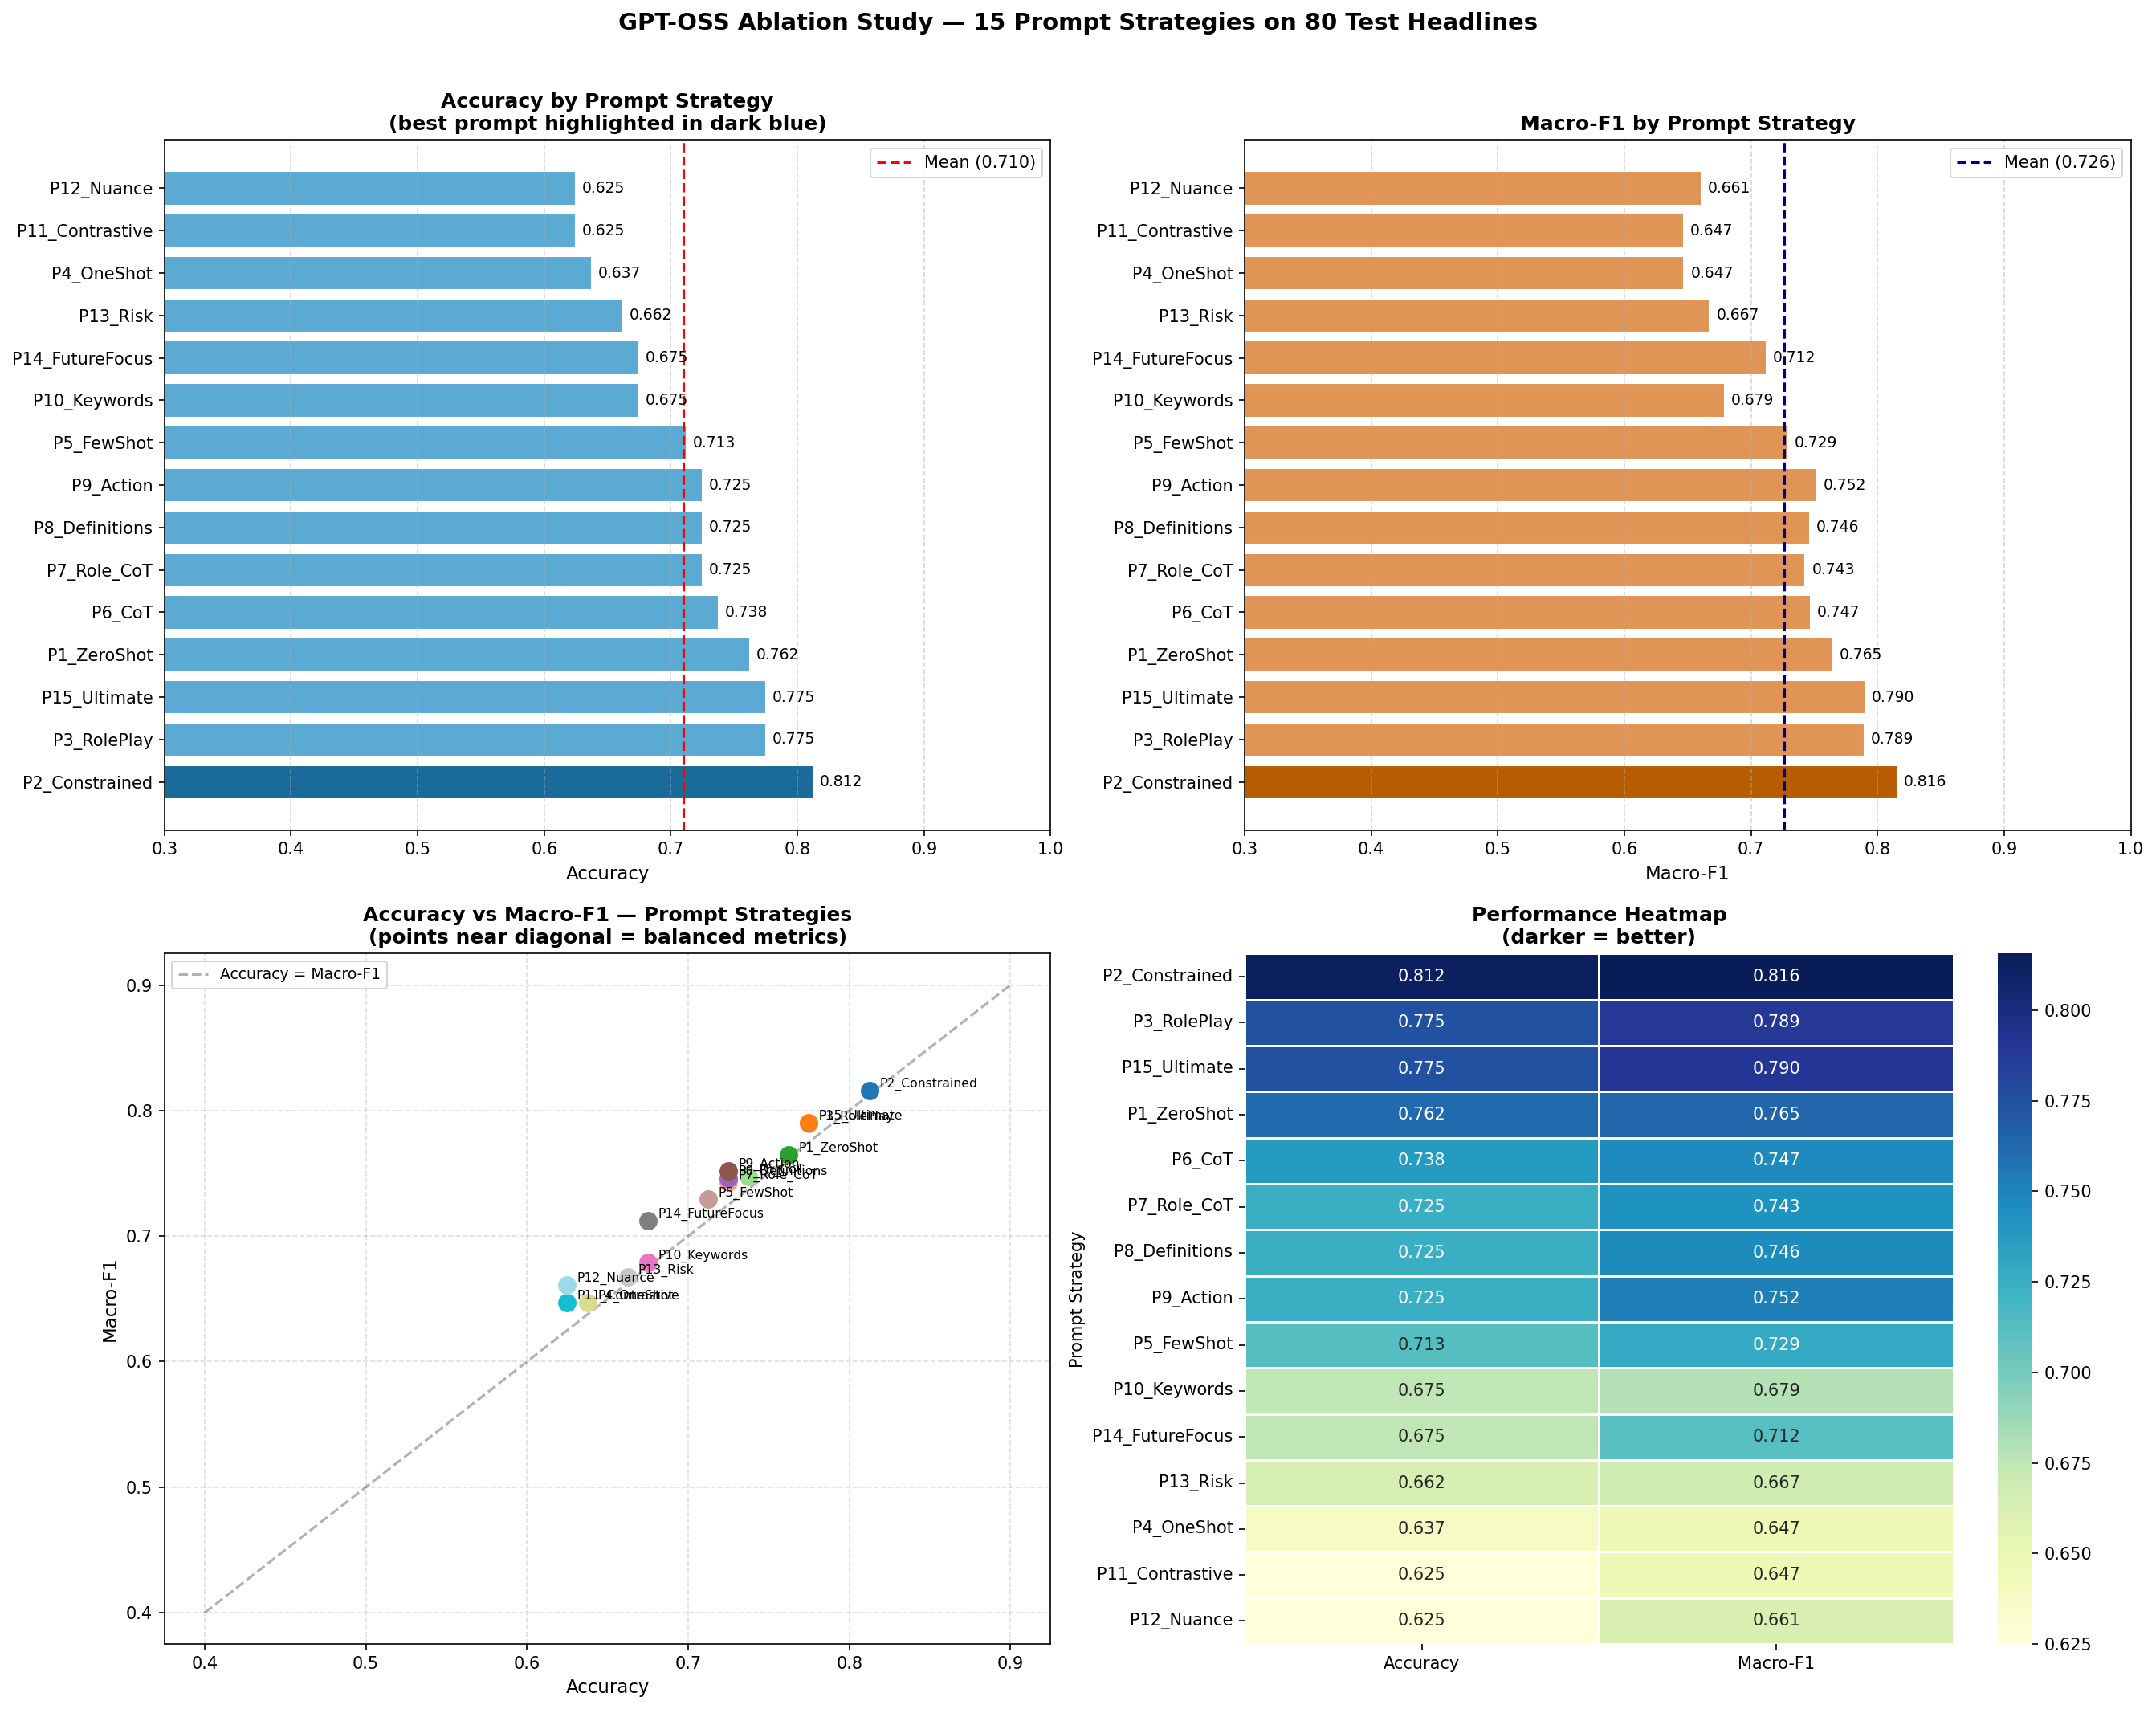 GPT-OSS Ablation Study — 15 Prompt Strategies on 80 Test Headlines
Accuracy by Prompt Strategy
(best prompt highlighted in dark blue)
Mean (0.710)
P12_Nuance 0.625
P11_Contrastive 0.625
P4_OneShot 0.637
P13_Risk 0.662
P14_FutureFocus 0.675
P10_Keywords 0.675
P5_FewShot 0.713
P9_Action 0.725
P8_Definitions 0.725
P7_Role_CoT 0.725
P6_CoT 0.738
P1_ZeroShot 0.762
P15_Ultimate 0.775
P3_RolePlay 0.775
P2_Constrained 0.812
0.3 0.4 0.5 0.6 0.7 0.8 0.9 1.0
Accuracy
Macro-F1 by Prompt Strategy
Mean (0.726)
P12_Nuance 0.661
P11_Contrastive 0.647
P4_OneShot 0.647
P13_Risk 0.667
P14_FutureFocus 0.712
P10_Keywords 0.679
P5_FewShot 0.729
P9_Action 0.752
P8_Definitions 0.746
P7_Role_CoT 0.743
P6_CoT 0.747
P1_ZeroShot 0.765
P15_Ultimate 0.790
P3_RolePlay 0.789
P2_Constrained 0.816
0.3 0.4 0.5 0.6 0.7 0.8 0.9 1.0
Macro-F1
Accuracy vs Macro-F1 — Prompt Strategies
(points near diagonal = balanced metrics)
Accuracy = Macro-F1
Macro-F1
0.9
0.8
0.7
0.6
0.5
0.4
P2_Constrained
P15_Ultimate
P3_RolePlay
P1_ZeroShot
P9_Action
P8_Definitions
P6_CoT
P7_Role_CoT
P5_FewShot
P14_FutureFocus
P10_Keywords
P13_Risk
P12_Nuance
P11_Contrastive
P4_OneShot
0.4 0.5 0.6 0.7 0.8 0.9
Accuracy
Performance Heatmap
(darker = better)
Prompt Strategy
P2_Constrained 0.812 0.816
P3_RolePlay 0.775 0.789
P15_Ultimate 0.775 0.790
P1_ZeroShot 0.762 0.765
P6_CoT 0.738 0.747
P7_Role_CoT 0.725 0.743
P8_Definitions 0.725 0.746
P9_Action 0.725 0.752
P5_FewShot 0.713 0.729
P10_Keywords 0.675 0.679
P14_FutureFocus 0.675 0.712
P13_Risk 0.662 0.667
P4_OneShot 0.637 0.647
P11_Contrastive 0.625 0.647
P12_Nuance 0.625 0.661
Accuracy Macro-F1
0.800
0.775
0.750
0.725
0.700
0.675
0.650
0.625